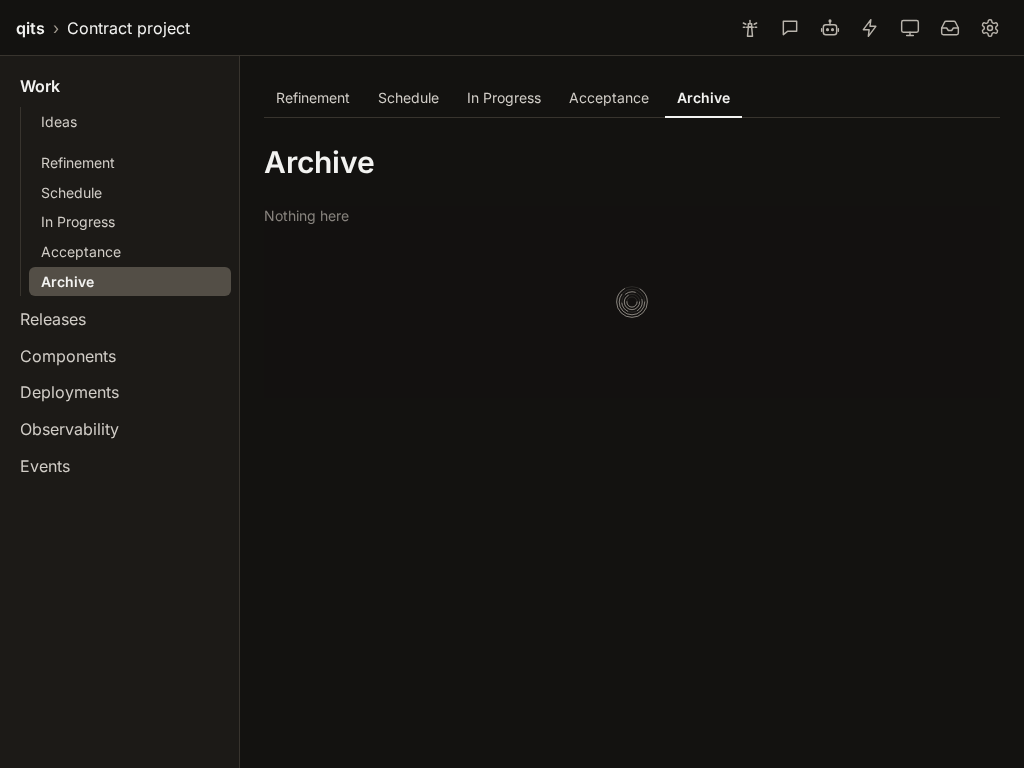 qits › Contract project
Work
Ideas
Refinement
Schedule
In Progress
Acceptance
Archive
Releases
Components
Deployments
Observability
Events
Refinement Schedule In Progress Acceptance Archive
Archive
Nothing here